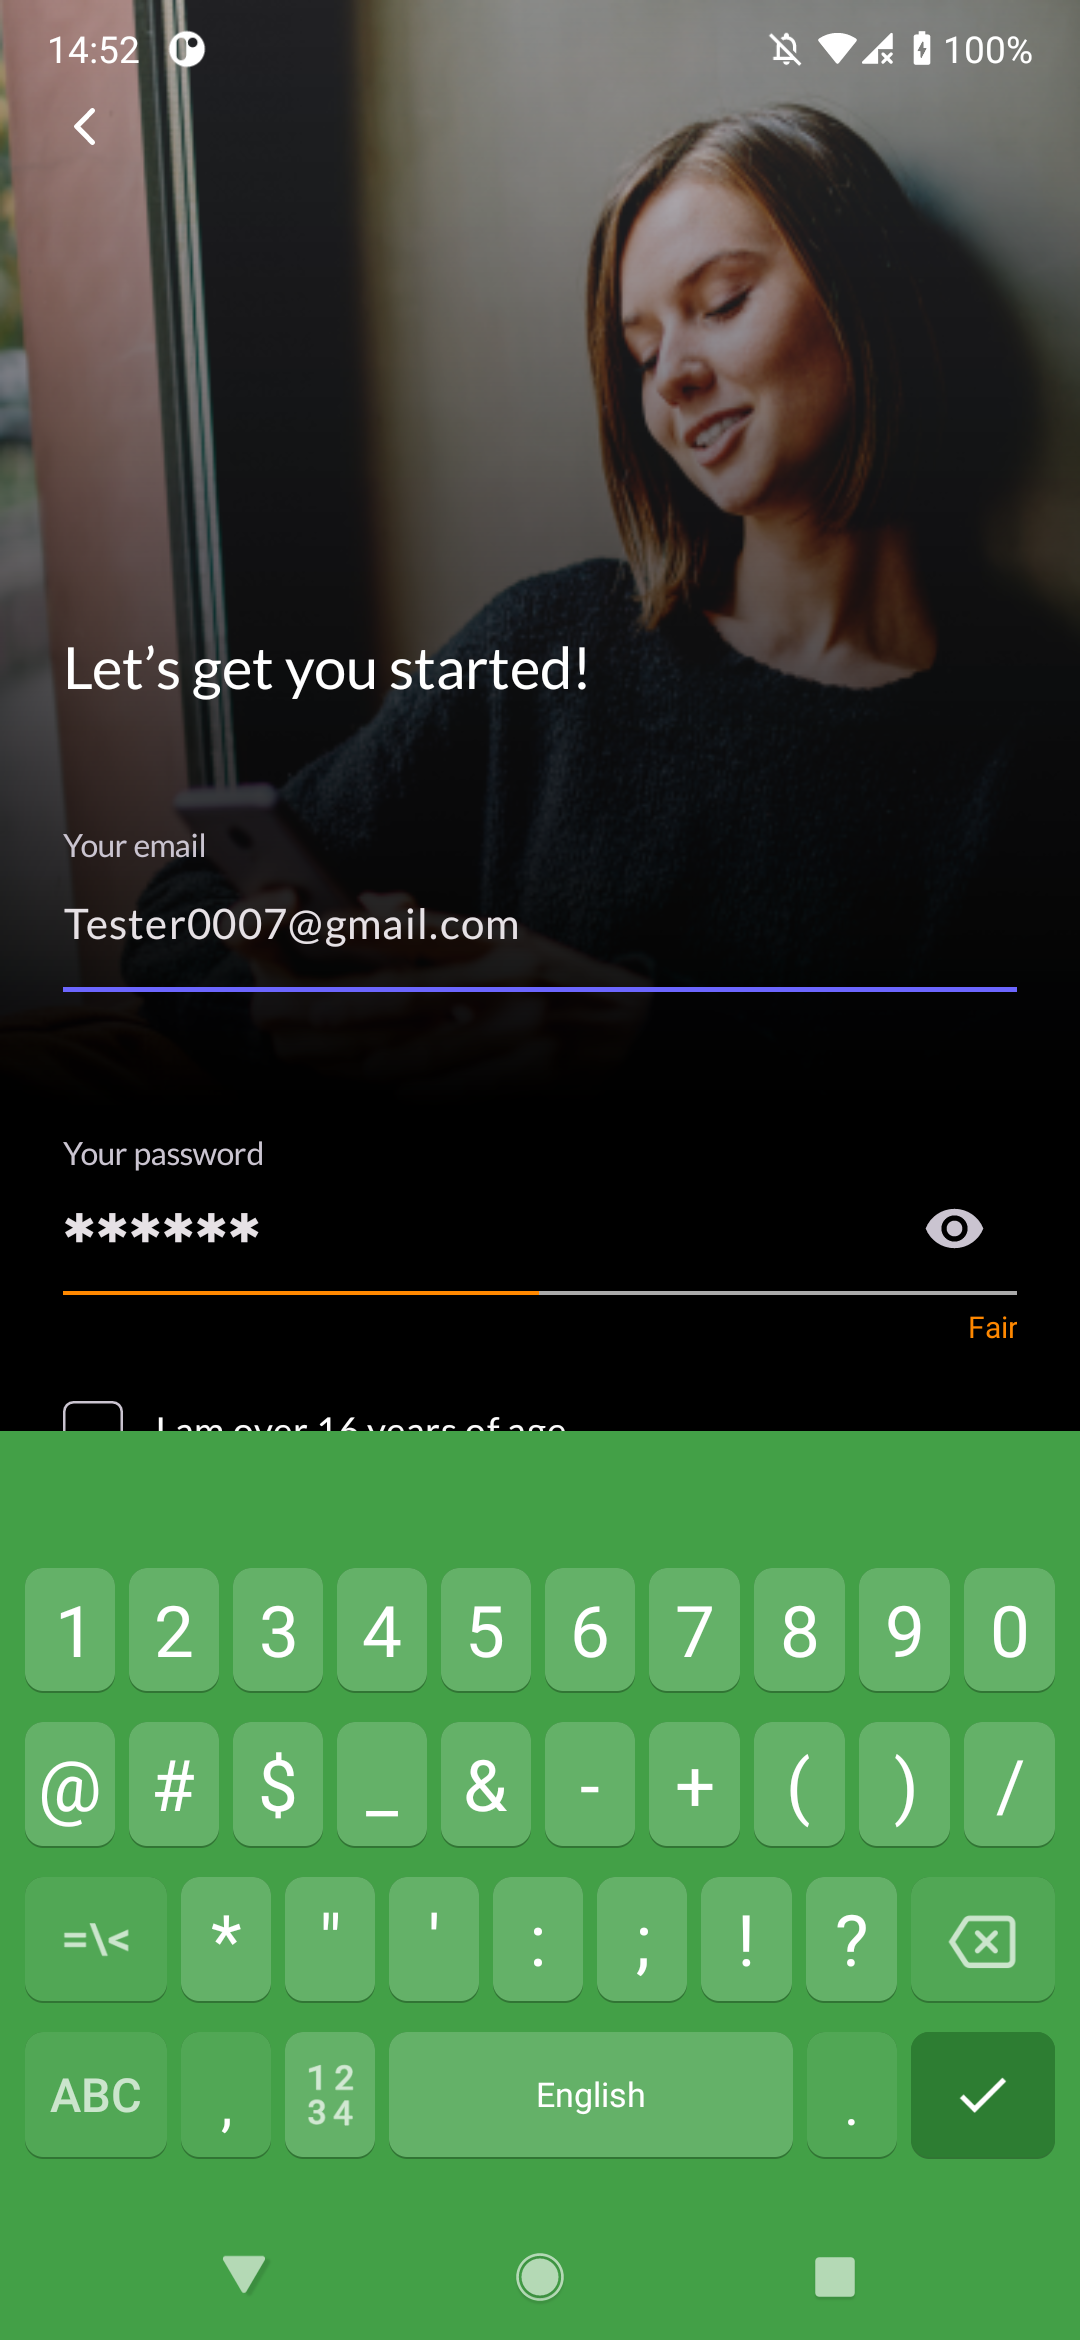 14:52
100%
Let's get you started!
Your email
Tester0007@gmail.com
Your password
******
Fair
I am over 16 years of age
1 2 3 4 5 6 7 8 9 0
@ # $ _ & - + ( ) /
=\< * " ' : ; ! ?
ABC , 1 2 3 4 English .